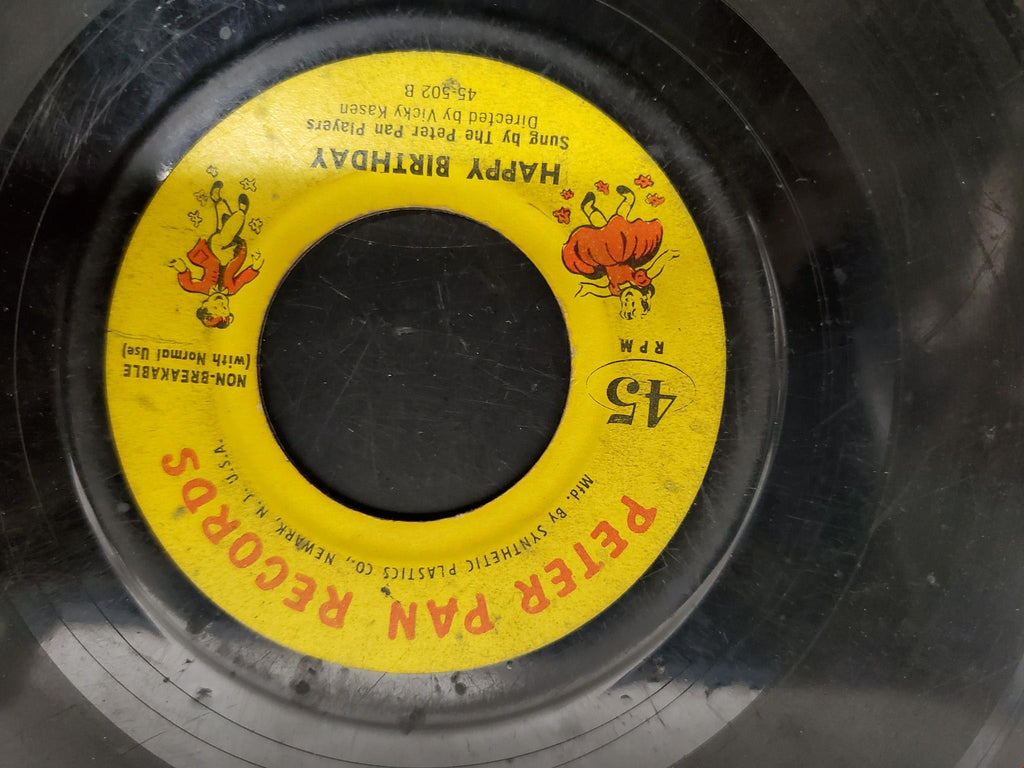 PETER PAN RECORDS
Mfd. BY SYNTHETIC PLASTICS CO., NEWARK, N. J. U.S.A.
45
RPM
NON-BREAKABLE
(with Normal Use)
HAPPY BIRTHDAY
Sung by The Peter Pan Players
Directed by Vicky Kasen
45-502 B